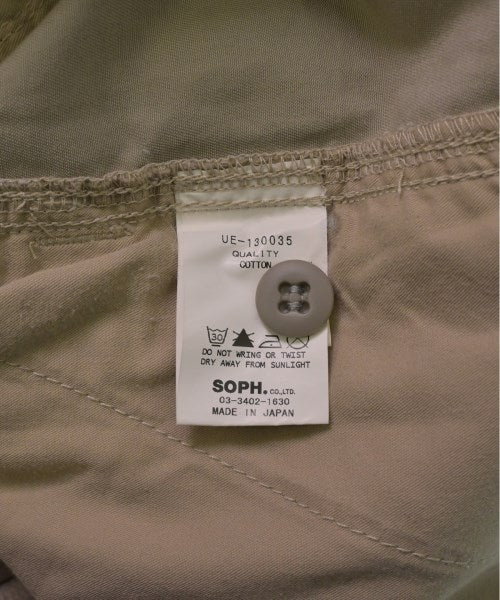 UE-130035
QUALITY
COTTON
30
DO NOT WRING OR TWIST
DRY AWAY FROM SUNLIGHT
SOPH.CO.,LTD.
03-3402-1630
MADE IN JAPAN